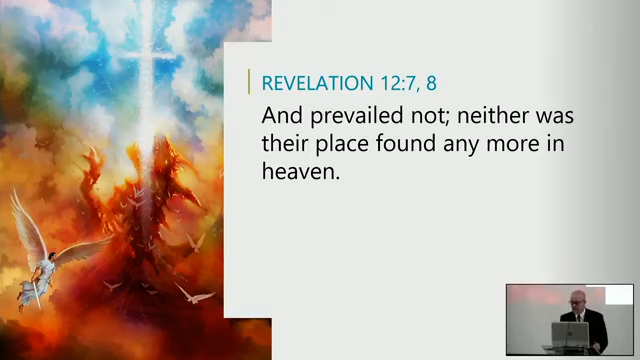 REVELATION 12:7, 8
And prevailed not; neither was
their place found any more in
heaven.